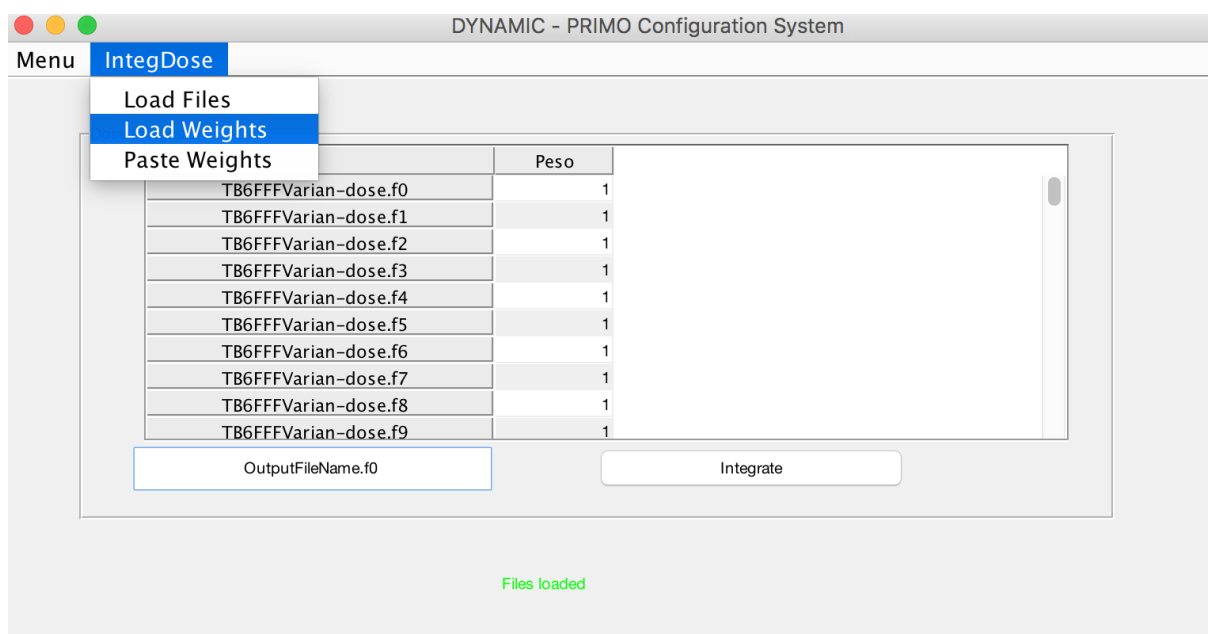 DYNAMIC - PRIMO Configuration System
Menu IntegDose
Load Files
Load Weights
Paste Weights
Peso
TB6FFFVarian-dose.f0 1
TB6FFFVarian-dose.f1 1
TB6FFFVarian-dose.f2 1
TB6FFFVarian-dose.f3 1
TB6FFFVarian-dose.f4 1
TB6FFFVarian-dose.f5 1
TB6FFFVarian-dose.f6 1
TB6FFFVarian-dose.f7 1
TB6FFFVarian-dose.f8 1
TB6FFFVarian-dose.f9 1
OutputFileName.f0 Integrate
Files loaded